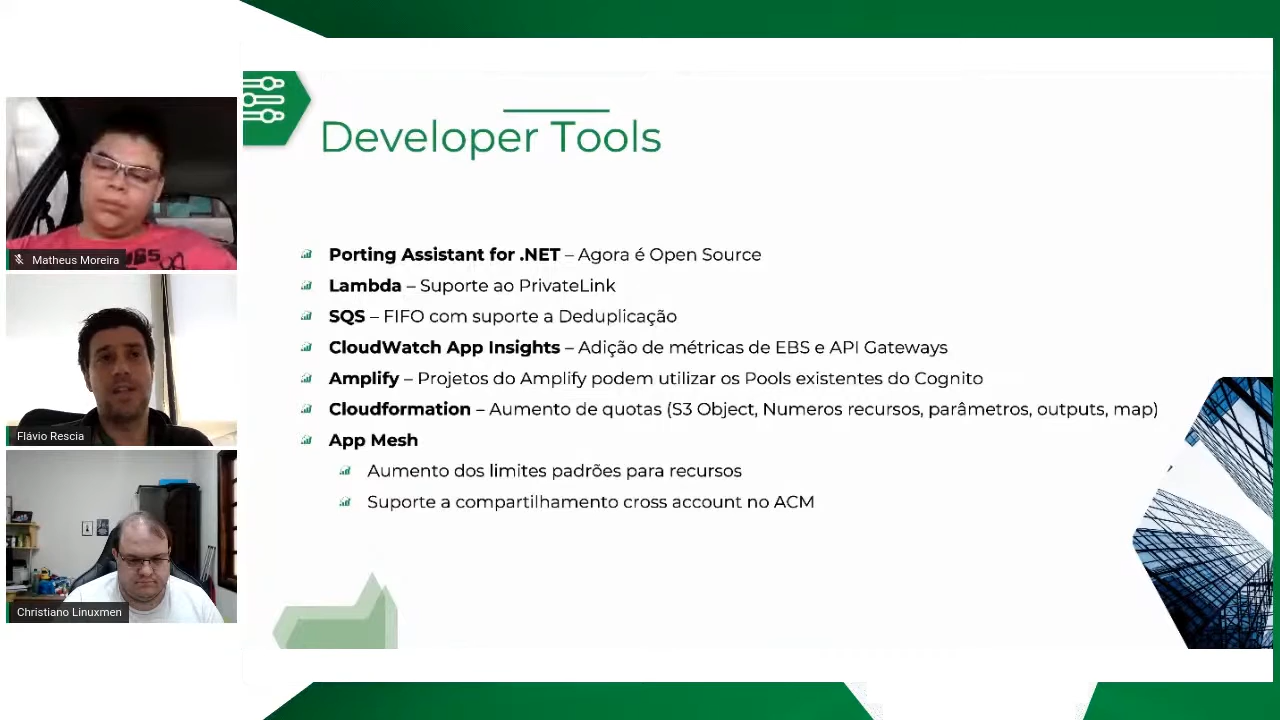 Developer Tools
Porting Assistant for .NET – Agora é Open Source
Lambda – Suporte ao PrivateLink
SQS – FIFO com suporte a Deduplicação
CloudWatch App Insights – Adição de métricas de EBS e API Gateways
Amplify – Projetos do Amplify podem utilizar os Pools existentes do Cognito
Cloudformation – Aumento de quotas (S3 Object, Numeros recursos, parâmetros, outputs, map)
App Mesh
Aumento dos limites padrões para recursos
Suporte a compartilhamento cross account no ACM
Matheus Moreira
Flávio Rescia
Christiano Linuxmen